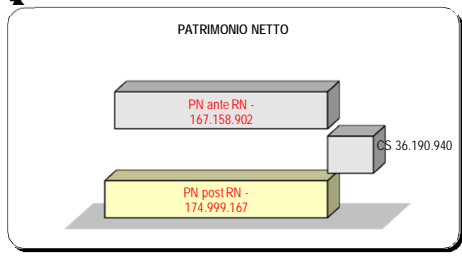 PATRIMONIO NETTO
PN ante RN -
167.158.902
CS 36.190.940
PN post RN -
174.999.167